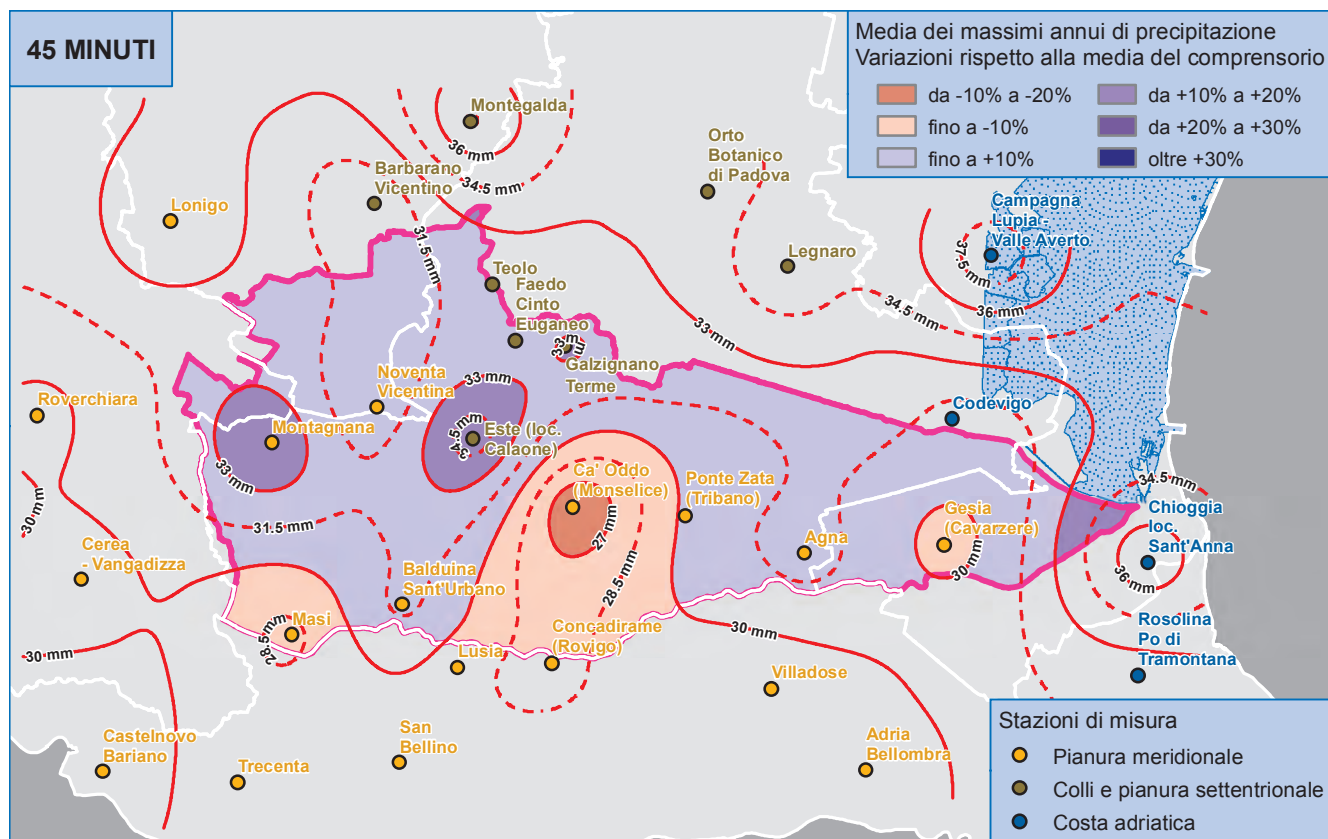 45 MINUTI
Media dei massimi annui di precipitazione
Variazioni rispetto alla media del comprensorio
da -10% a -20%
da +10% a +20%
fino a -10%
da +20% a +30%
fino a +10%
oltre +30%
Montegalda
36 mm
Orto
Botanico
di Padova
Barbarano
Vicentino
34.5 mm
Lonigo
31.5 mm
Campagna
Lupia -
Valle Averto
37.5 mm
Legnaro
34.5 mm
36 mm
Teolo
Faedo
Cinto
Euganeo
33 mm
33 mm
Galzignano
Terme
Noventa
Vicentina
33 mm
Roverchiara
Montagnana
33 mm
34.5 mm
Este (loc.
Calaone)
Codevigo
Ca' Oddo
(Monselice)
27 mm
Ponte Zata
(Tribano)
30 mm
31.5 mm
Gesia
(Cavarzere)
30 mm
34.5 mm
Chioggia
loc.
Sant'Anna
36 mm
Cerea
- Vangadizza
Agna
Balduina
Sant'Urbano
28.5 mm
Masi
28.5 mm
30 mm
Lusia
Concadirame
(Rovigo)
30 mm
Rosolina
Po di
Tramontana
Villadose
Castelnovo
Bariano
Trecenta
San
Bellino
Adria
Bellombra
Stazioni di misura
Pianura meridionale
Colli e pianura settentrionale
Costa adriatica